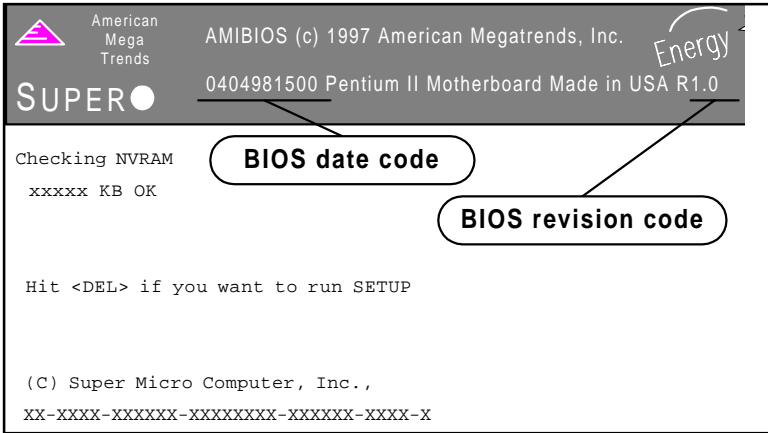 American
Mega
Trends
AMIBIOS (c) 1997 American Megatrends, Inc.
Energy
SUPER
0404981500 Pentium II Motherboard Made in USA R1.0
Checking NVRAM
BIOS date code
xxxxx KB OK
BIOS revision code
Hit <DEL> if you want to run SETUP
(C) Super Micro Computer, Inc.,
XX-XXXX-XXXXXX-XXXXXXXX-XXXXXX-XXXX-X